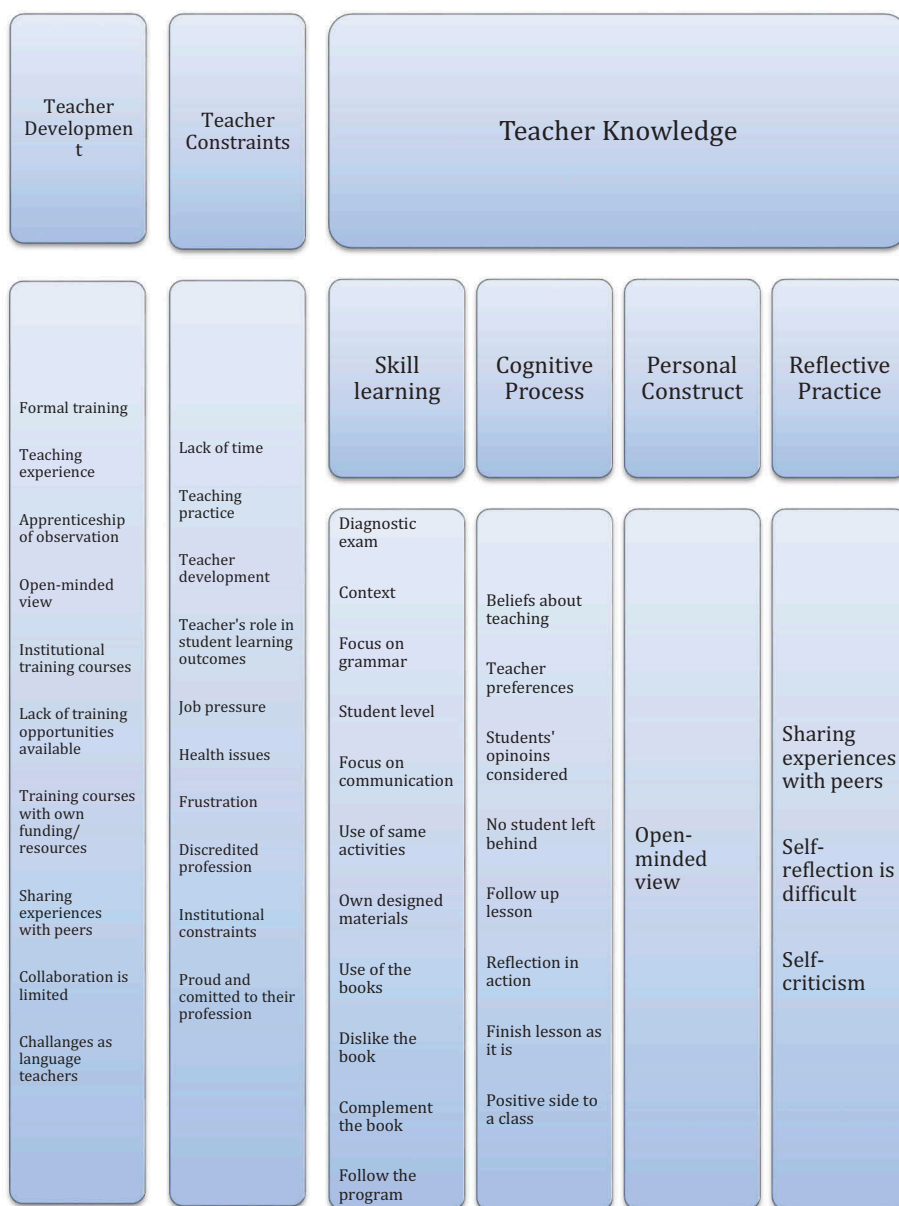 Teacher
Developmen
t
Teacher
Constraints
Teacher Knowledge
Formal training
Teaching
experience
Apprenticeship
of observation
Open-minded
view
Institutional
training courses
Lack of training
opportunities
available
Training courses
with own
funding/
resources
Sharing
experiences
with peers
Collaboration is
limited
Challanges as
language
teachers
Lack of time
Teaching
practice
Teacher
development
Teacher's role in
student learning
outcomes
Job pressure
Health issues
Frustration
Discredited
profession
Institutional
constraints
Proud and
comitted to their
profession
Skill
learning
Diagnostic
exam
Context
Focus on
grammar
Student level
Focus on
communication
Use of same
activities
Own designed
materials
Use of the
books
Dislike the
book
Complement
the book
Follow the
program
Cognitive
Process
Beliefs about
teaching
Teacher
preferences
Students'
opinoins
considered
No student left
behind
Follow up
lesson
Reflection in
action
Finish lesson as
it is
Positive side to
a class
Personal
Construct
Open-
minded
view
Reflective
Practice
Sharing
experiences
with peers
Self-
reflection is
difficult
Self-
criticism